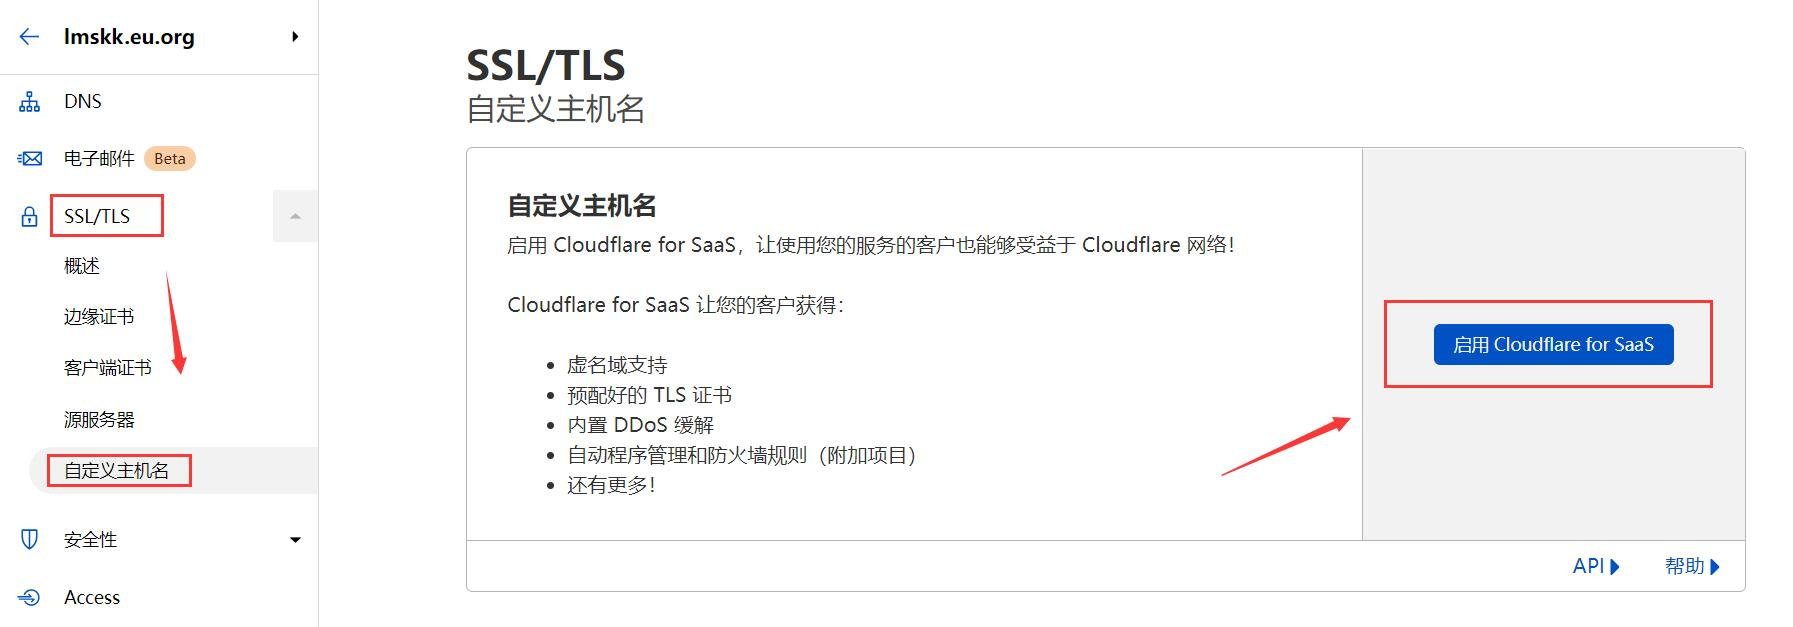 lmskk.eu.org
DNS
电子邮件 Beta
SSL/TLS
概述
边缘证书
客户端证书
源服务器
自定义主机名
安全性
Access
SSL/TLS
自定义主机名
自定义主机名
启用 Cloudflare for SaaS，让使用您的服务的客户也能够受益于 Cloudflare 网络！
Cloudflare for SaaS 让您的客户获得：
• 虚名域支持
• 预配好的 TLS 证书
• 内置 DDoS 缓解
• 自动程序管理和防火墙规则（附加项目）
• 还有更多！
启用 Cloudflare for SaaS
API
帮助